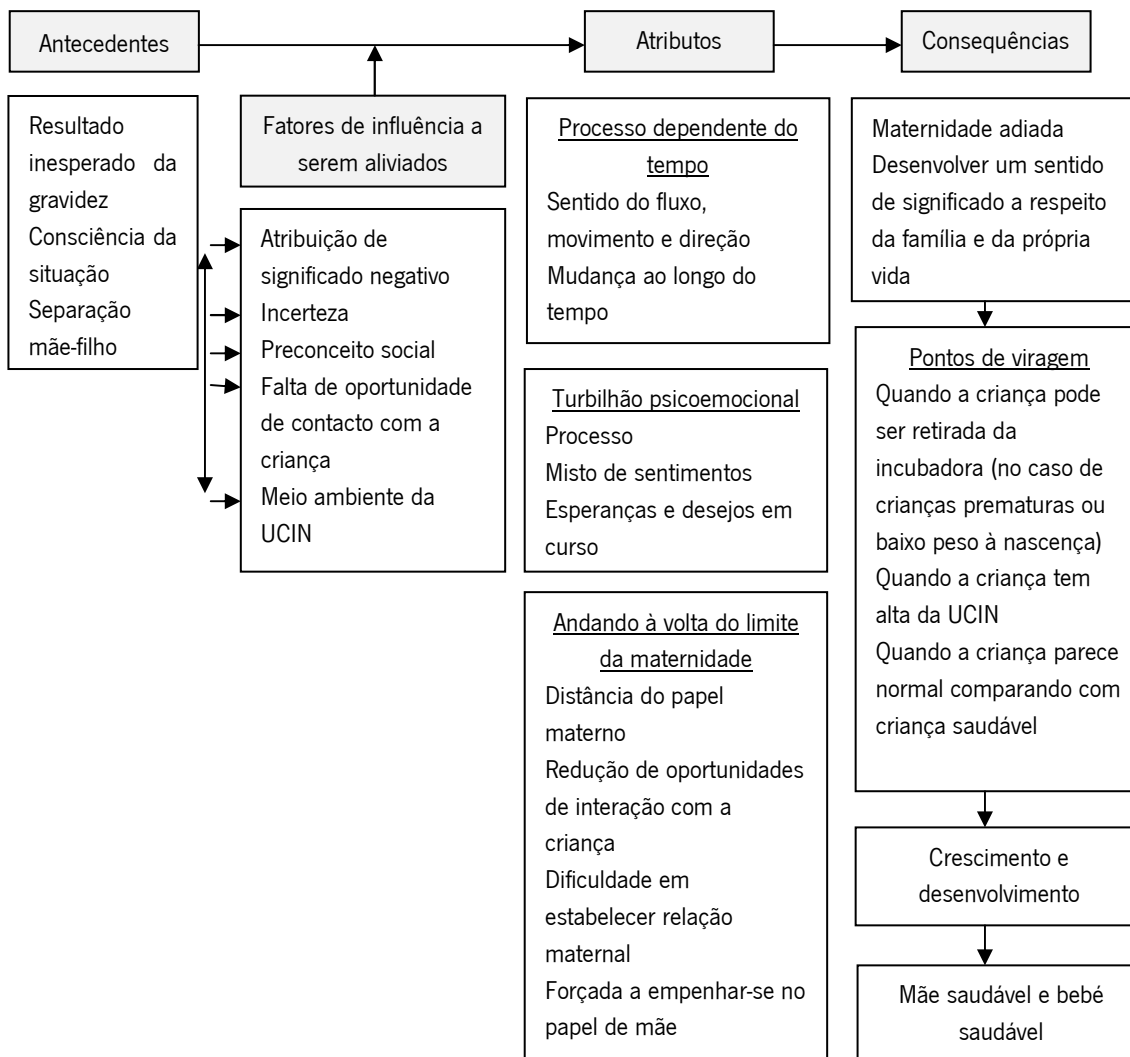 Antecedentes
Atributos
Consequências
Resultado
inesperado da
gravidez
Consciência da
situação
Separação
mãe-filho
Fatores de influência a
serem aliviados
Atribuição de
significado negativo
Incerteza
Preconceito social
Falta de oportunidade
de contacto com a
criança
Meio ambiente da
UCIN
Processo dependente do
tempo
Sentido do fluxo,
movimento e direção
Mudança ao longo do
tempo
Turbilhão psicoemocional
Processo
Misto de sentimentos
Esperanças e desejos em
curso
Andando à volta do limite
da maternidade
Distância do papel
materno
Redução de oportunidades
de interação com a
criança
Dificuldade em
estabelecer relação
maternal
Forçada a empenhar-se no
papel de mãe
Maternidade adiada
Desenvolver um sentido
de significado a respeito
da família e da própria
vida
Pontos de viragem
Quando a criança pode
ser retirada da
incubadora (no caso de
crianças prematuras ou
baixo peso à nascença)
Quando a criança tem
alta da UCIN
Quando a criança parece
normal comparando com
criança saudável
Crescimento e
desenvolvimento
Mãe saudável e bebé
saudável